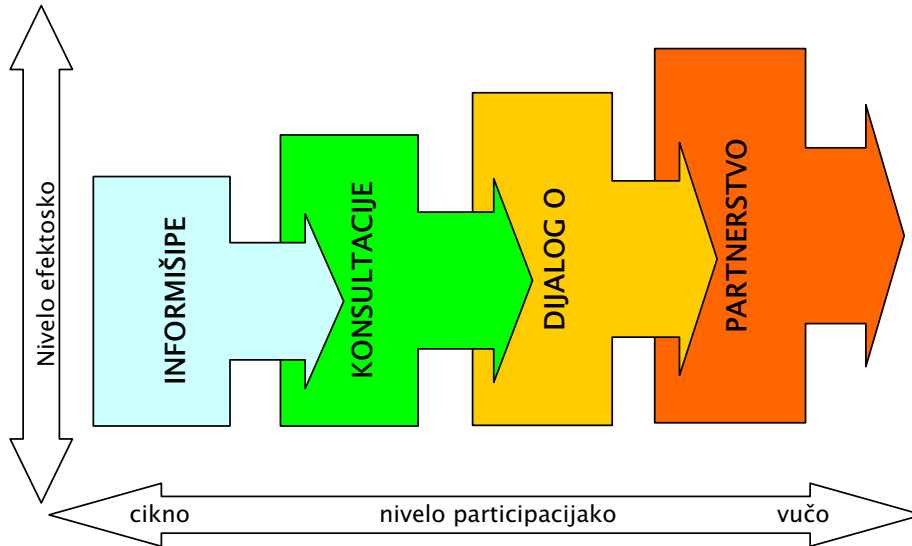 Nivelo efektosko
INFORMIŠIPE
KONSULTACIJE
DIJALOG O
PARTNERSTVO
cikno nivelo participacijako vučo